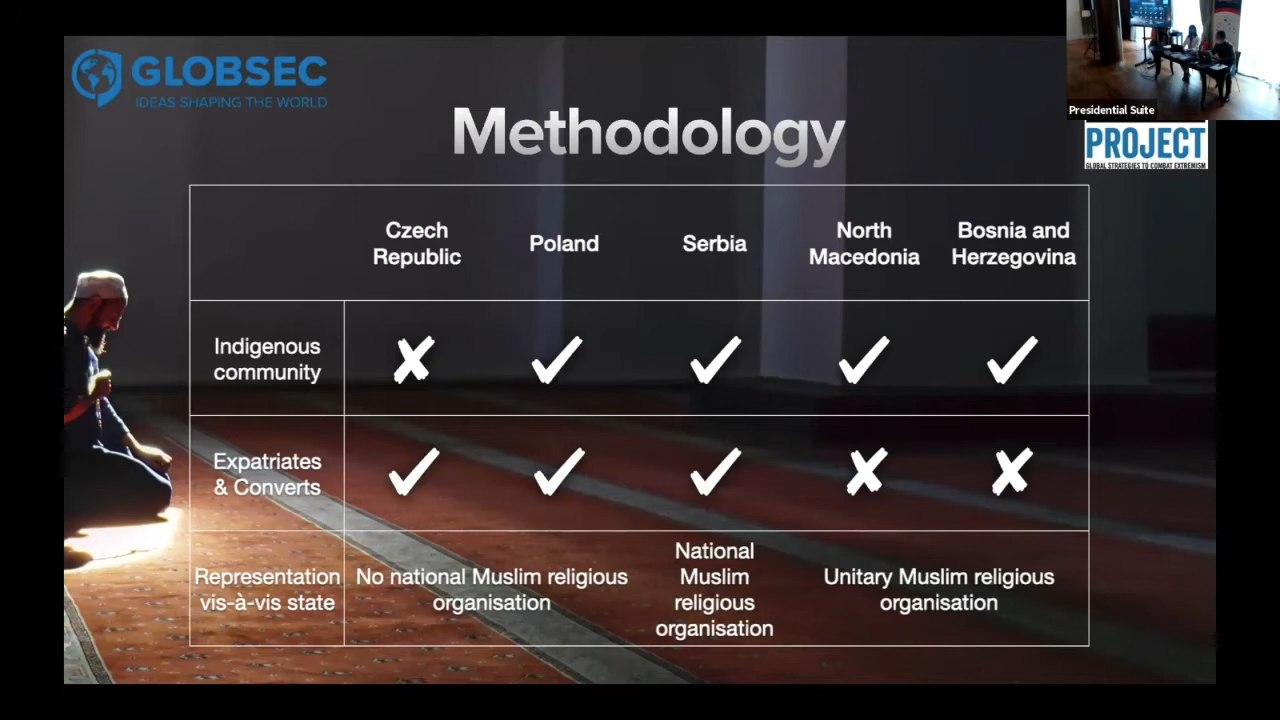 GLOBSEC
IDEAS SHAPING THE WORLD
Presidential Suite
PROJECT
GLOBAL STRATEGIES TO COMBAT EXTREMISM
Methodology
Czech
Republic
Poland
Serbia
North
Macedonia
Bosnia and
Herzegovina
Indigenous
community
✘ ✓ ✓ ✓ ✓
Expatriates
& Converts
✓ ✓ ✓ ✘ ✘
Representation
vis-à-vis state
No national Muslim religious
organisation
National
Muslim
religious
organisation
Unitary Muslim religious
organisation